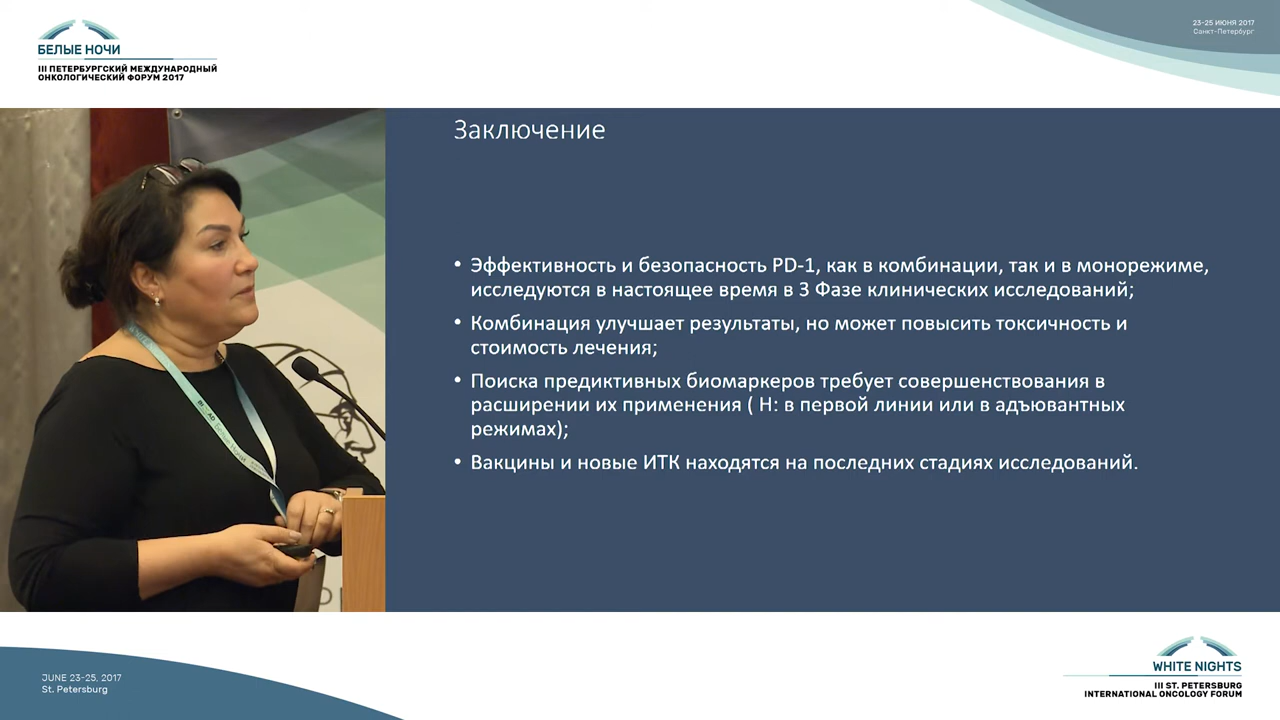 БЕЛЫЕ НОЧИ
III ПЕТЕРБУРГСКИЙ МЕЖДУНАРОДНЫЙ
ОНКОЛОГИЧЕСКИЙ ФОРУМ 2017
23-25 ИЮНЯ 2017
Санкт-Петербург
Заключение
• Эффективность и безопасность PD-1, как в комбинации, так и в монорежиме,
исследуются в настоящее время в 3 Фазе клинических исследований;
• Комбинация улучшает результаты, но может повысить токсичность и
стоимость лечения;
• Поиска предиктивных биомаркеров требует совершенствования в
расширении их применения ( Н: в первой линии или в адъювантных
режимах);
• Вакцины и новые ИТК находятся на последних стадиях исследований.
JUNE 23-25, 2017
St. Petersburg
WHITE NIGHTS
III ST. PETERSBURG
INTERNATIONAL ONCOLOGY FORUM